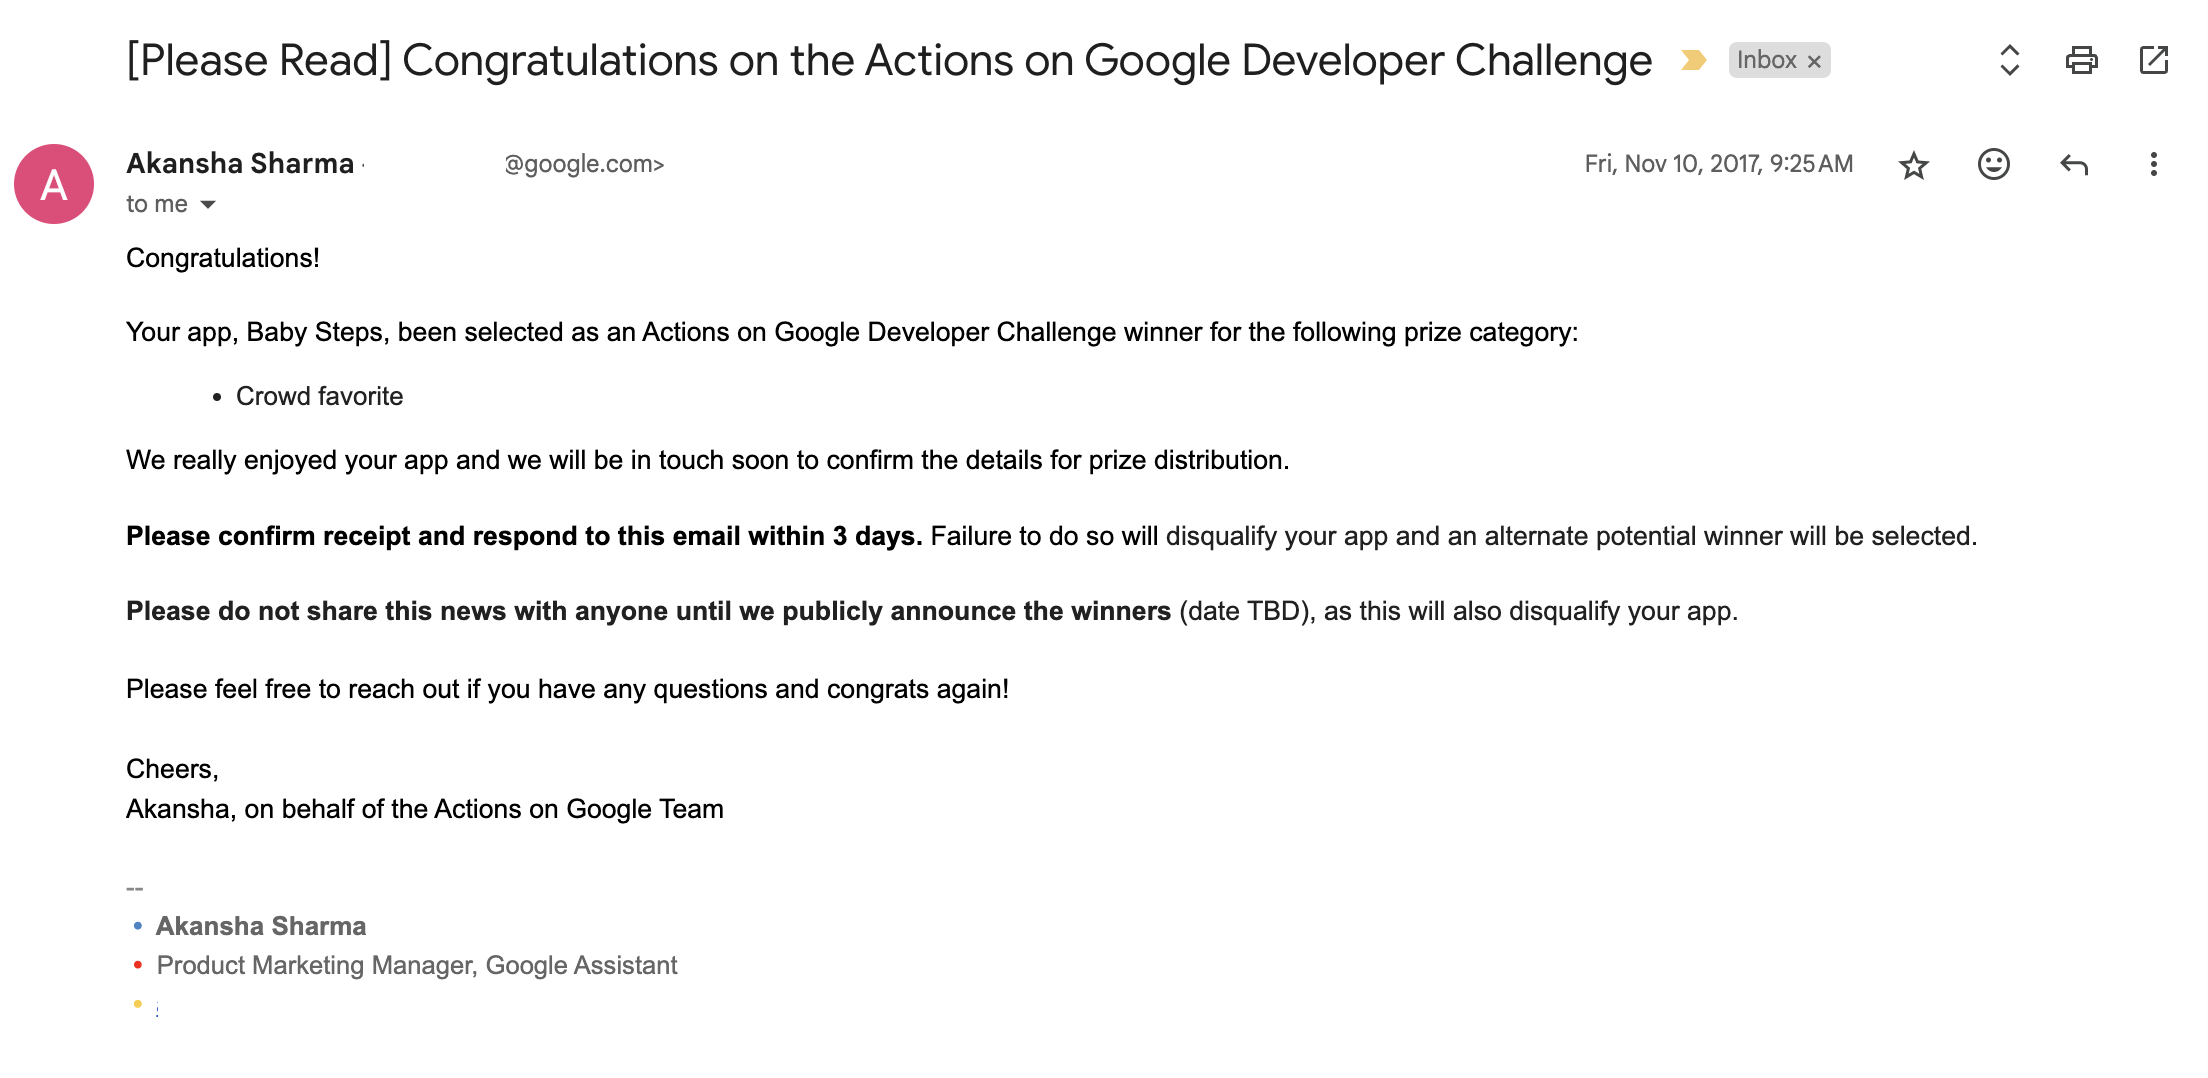 [Please Read] Congratulations on the Actions on Google Developer Challenge Inbox ×
Akansha Sharma @google.com> Fri, Nov 10, 2017, 9:25 AM
A
to me
Congratulations!
Your app, Baby Steps, been selected as an Actions on Google Developer Challenge winner for the following prize category:
• Crowd favorite
We really enjoyed your app and we will be in touch soon to confirm the details for prize distribution.
Please confirm receipt and respond to this email within 3 days. Failure to do so will disqualify your app and an alternate potential winner will be selected.
Please do not share this news with anyone until we publicly announce the winners (date TBD), as this will also disqualify your app.
Please feel free to reach out if you have any questions and congrats again!
Cheers,
Akansha, on behalf of the Actions on Google Team
--
• Akansha Sharma
• Product Marketing Manager, Google Assistant
•